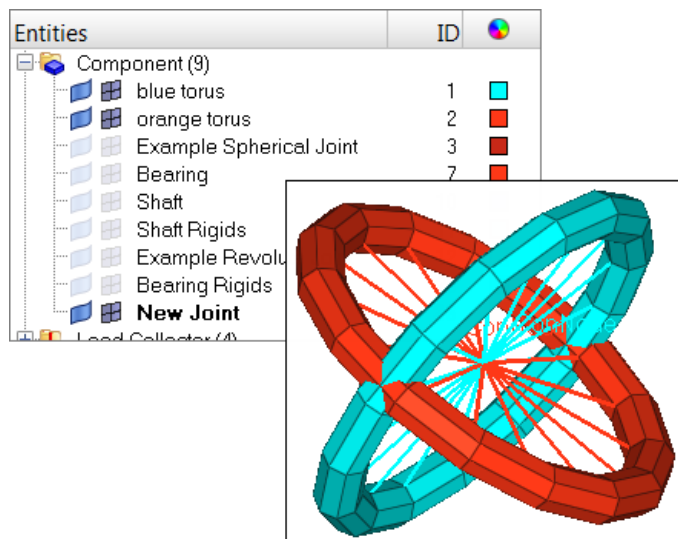 Entities ID
Component (9)
blue torus 1
orange torus 2
Example Spherical Joint 3
Bearing 7
Shaft
Shaft Rigids
Example Revolu
Bearing Rigids
New Joint
Load Collector (4)